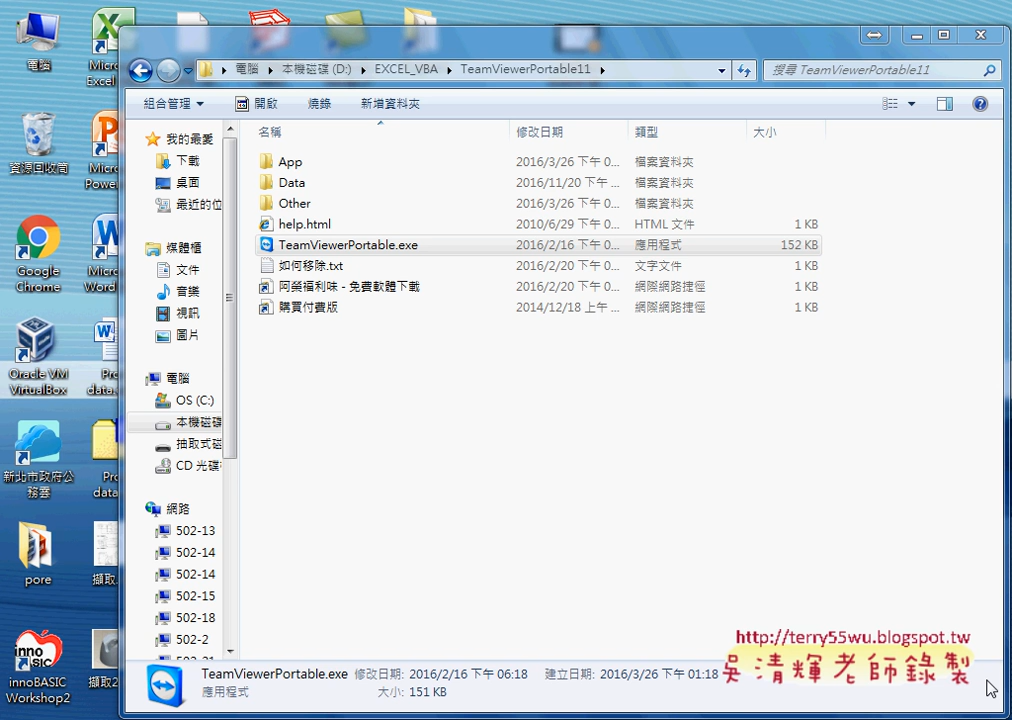 電腦 ▸ 本機磁碟 (D:) ▸ EXCEL_VBA ▸ TeamViewerPortable11 ▸
搜尋 TeamViewerPortable11
組合管理 開啟 燒錄 新增資料夾
名稱 修改日期 類型 大小
App 2016/3/26 下午 0... 檔案資料夾
Data 2016/11/20 下午 ... 檔案資料夾
Other 2016/3/26 下午 0... 檔案資料夾
help.html 2010/6/29 下午 0... HTML 文件 1 KB
TeamViewerPortable.exe 2016/2/16 下午 0... 應用程式 152 KB
如何移除.txt 2016/2/20 下午 0... 文字文件 1 KB
阿榮福利味 - 免費軟體下載 2016/2/20 下午 0... 網際網路捷徑 1 KB
購買付費版 2014/12/18 上午 ... 網際網路捷徑 1 KB
我的最愛
下載
桌面
最近的位
媒體櫃
文件
音樂
視訊
圖片
電腦
OS (C:)
本機磁碟
抽取式磁
CD 光碟
網路
502-13
502-14
502-14
502-15
502-18
502-2
TeamViewerPortable.exe 修改日期: 2016/2/16 下午 06:18 建立日期: 2016/3/26 下午 01:18
應用程式 大小: 151 KB
http://terry55wu.blogspot.tw
吳清輝老師錄製
電腦
Micro
Excel
資源回收筒
Micro
Power
Google
Chrome
Micro
Word
Oracle VM
VirtualBox
Pro
data.
新北市政府公
務雲
Pro
data
pore
擷取.
inno
BASIC
innoBASIC
Workshop2
擷取2